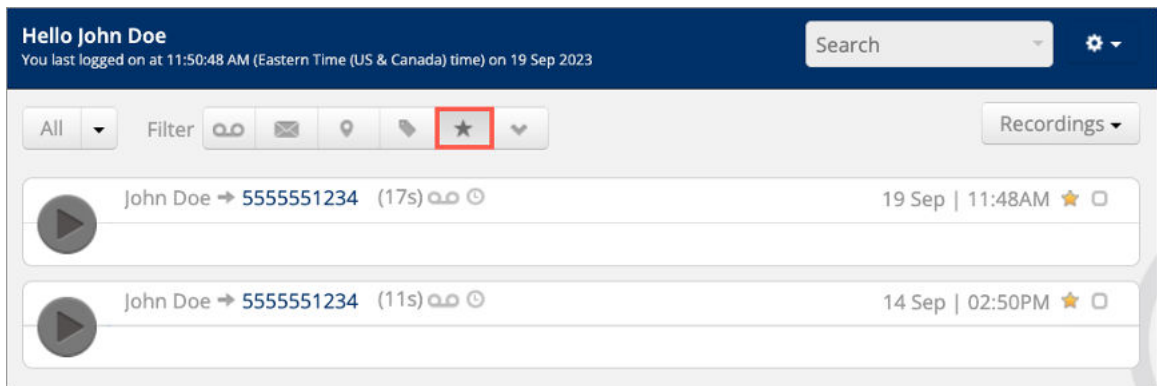 Hello John Doe
You last logged on at 11:50:48 AM (Eastern Time (US & Canada) time) on 19 Sep 2023
Search
All
Filter
Recordings
John Doe → 5555551234 (17s)
19 Sep | 11:48AM
John Doe → 5555551234 (11s)
14 Sep | 02:50PM